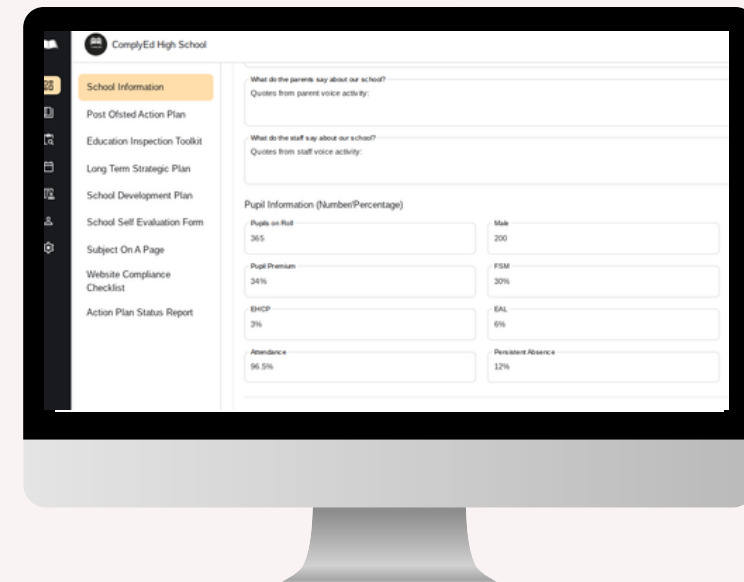 ComplyEd High School
School Information
Post Ofsted Action Plan
Education Inspection Toolkit
Long Term Strategic Plan
School Development Plan
School Self Evaluation Form
Subject On A Page
Website Compliance
Checklist
Action Plan Status Report
What do the parents say about our school?
Quotes from parent voice activity:
What do the staff say about our school?
Quotes from staff voice activity:
Pupil Information (Number/Percentage)
Pupils on Roll
365
Male
200
Pupil Premium
34%
FSM
30%
EHCP
3%
EAL
6%
Attendance
96.5%
Persistent Absence
12%